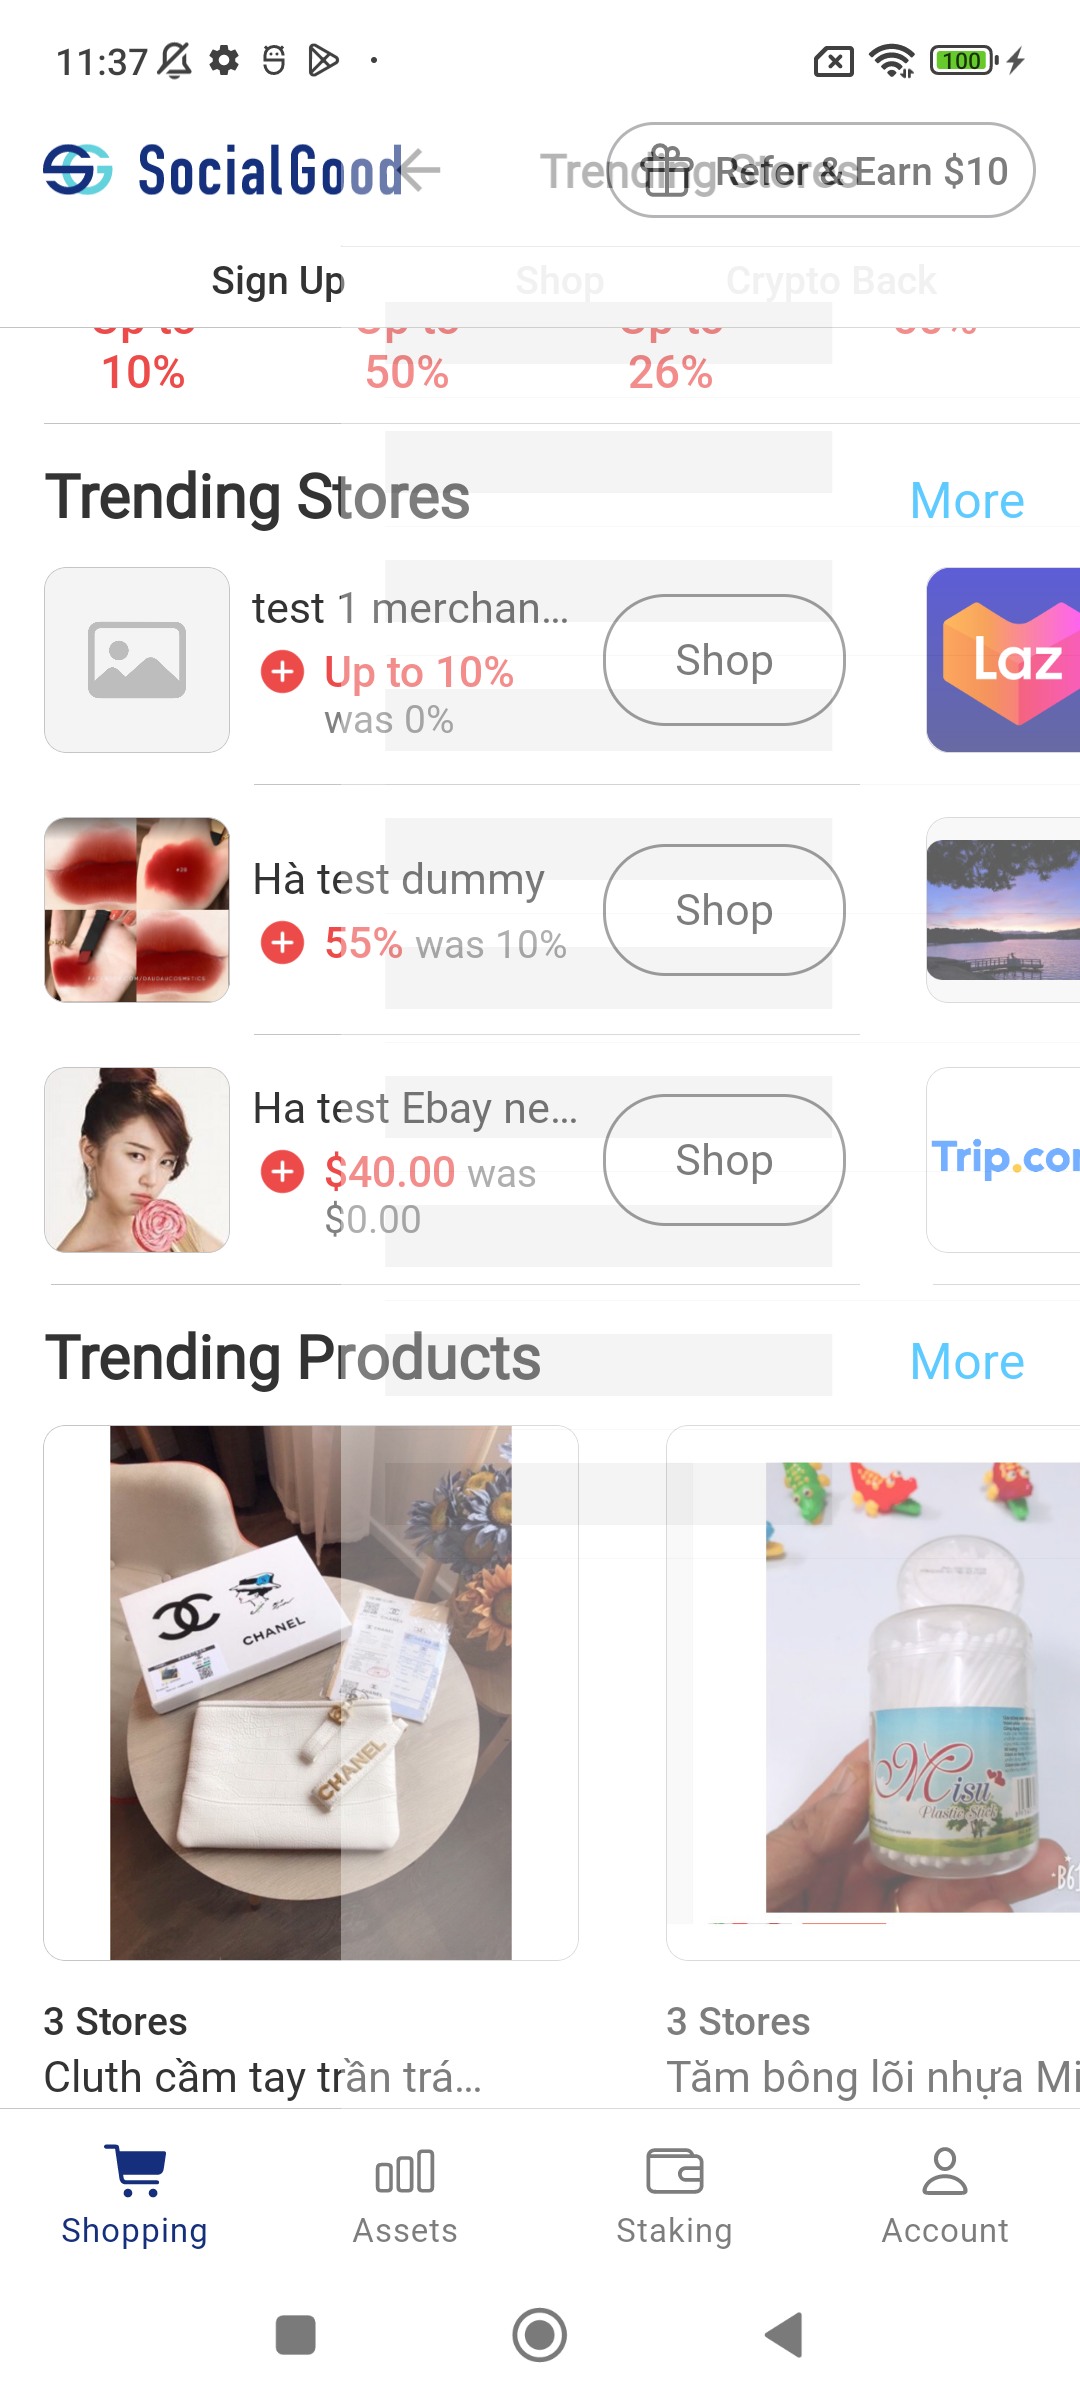 11:37
100
SocialGood
Trending Stores
Refer & Earn $10
Sign Up
Shop
Crypto Back
Up to
Up to
Up to
30%
10%
50%
26%
Trending Stores
More
test 1 merchan...
Up to 10%
was 0%
Shop
Laz
Hà test dummy
55% was 10%
Shop
Ha test Ebay ne...
$40.00 was
$0.00
Shop
Trip.co
Trending Products
More
CHANEL
CHANEL
Misu
Plastic Stick
B61
3 Stores
Cluth cầm tay trần trá...
3 Stores
Tăm bông lõi nhựa Mi
Shopping
Assets
Staking
Account